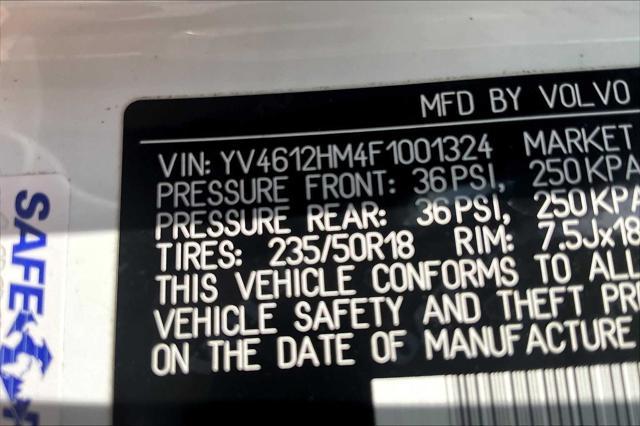 MFD BY VOLVO
VIN: YV4612HM4F1001324 MARKET
PRESSURE FRONT: 36PSI, 250KPA
PRESSURE REAR: 36PSI, 250KPA
TIRES: 235/50R18 RIM: 7.5Jx18
THIS VEHICLE CONFORMS TO ALL
VEHICLE SAFETY AND THEFT PR
ON THE DATE OF MANUFACTURE
SAFE